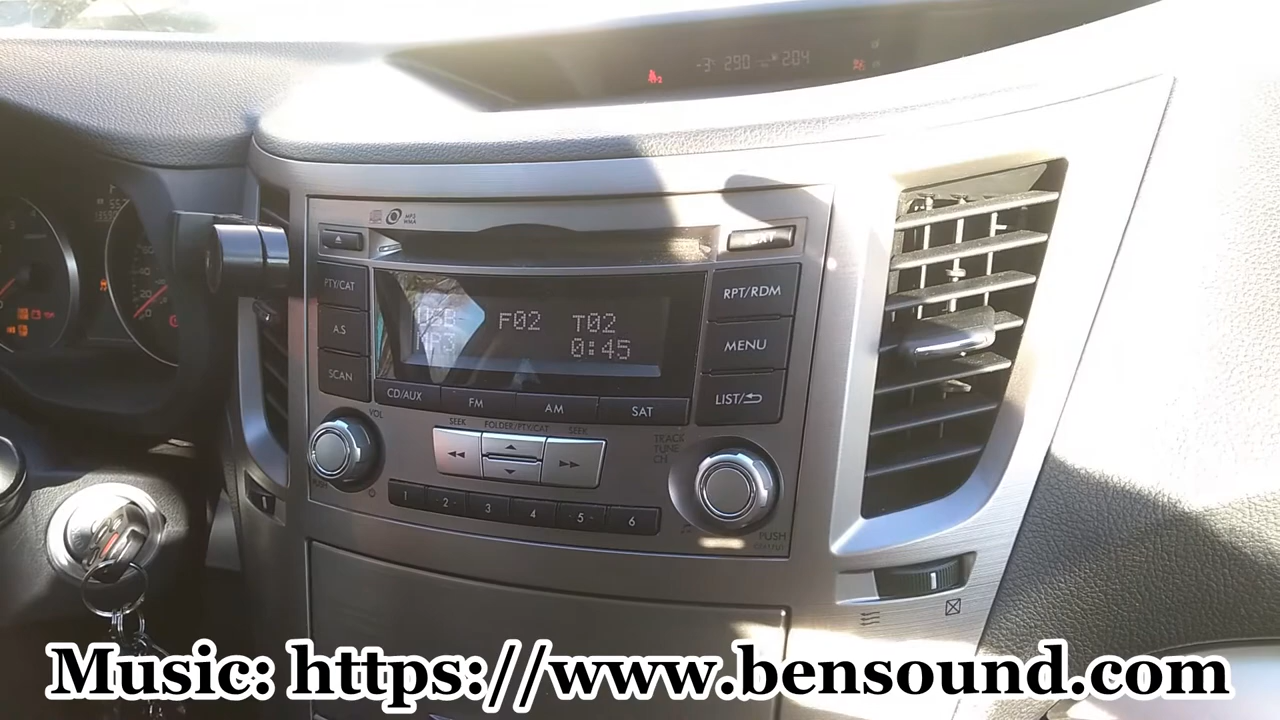 -3 290 204
MP3
WMA
PTY/CAT
A.S
SCAN
USB F02 T02
MP3 0:45
TEXT
RPT/RDM
MENU
LIST/
CD/AUX FM AM SAT
VOL
SEEK FOLDER/PTY/CAT SEEK
TRACK
TUNE
CH
1 2 3 4 5 6
PUSH
Music: https://www.bensound.com